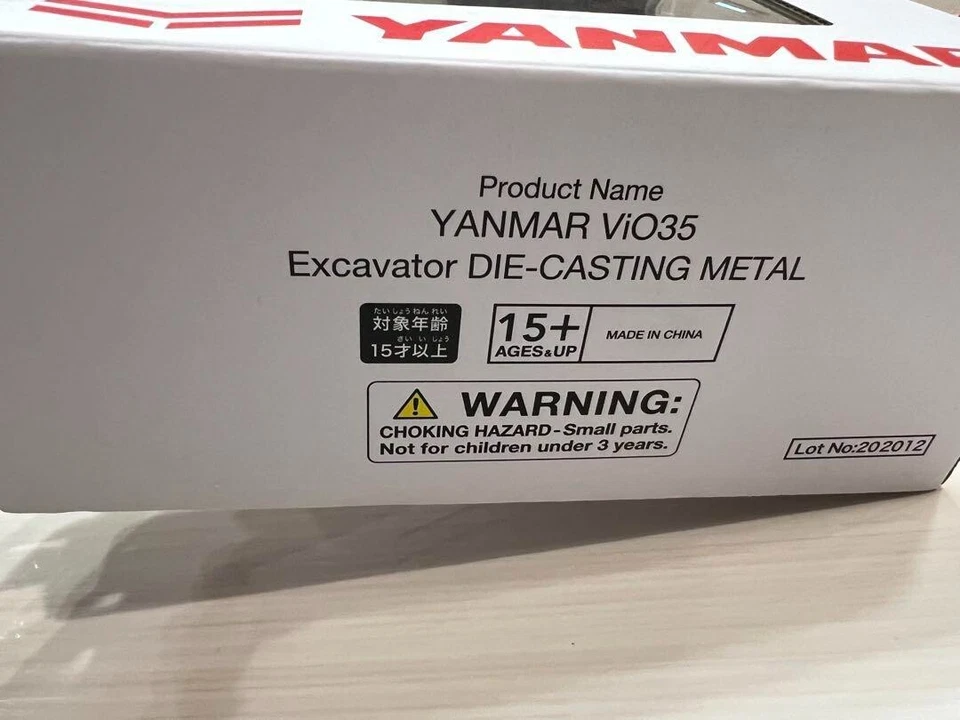 YANMAR
Product Name
YANMAR ViO35
Excavator DIE-CASTING METAL
たいしょうねんれい
対象年齢
さい いじょう
15才以上
15+
AGES&UP
MADE IN CHINA
WARNING:
CHOKING HAZARD-Small parts.
Not for children under 3 years.
Lot No:202012